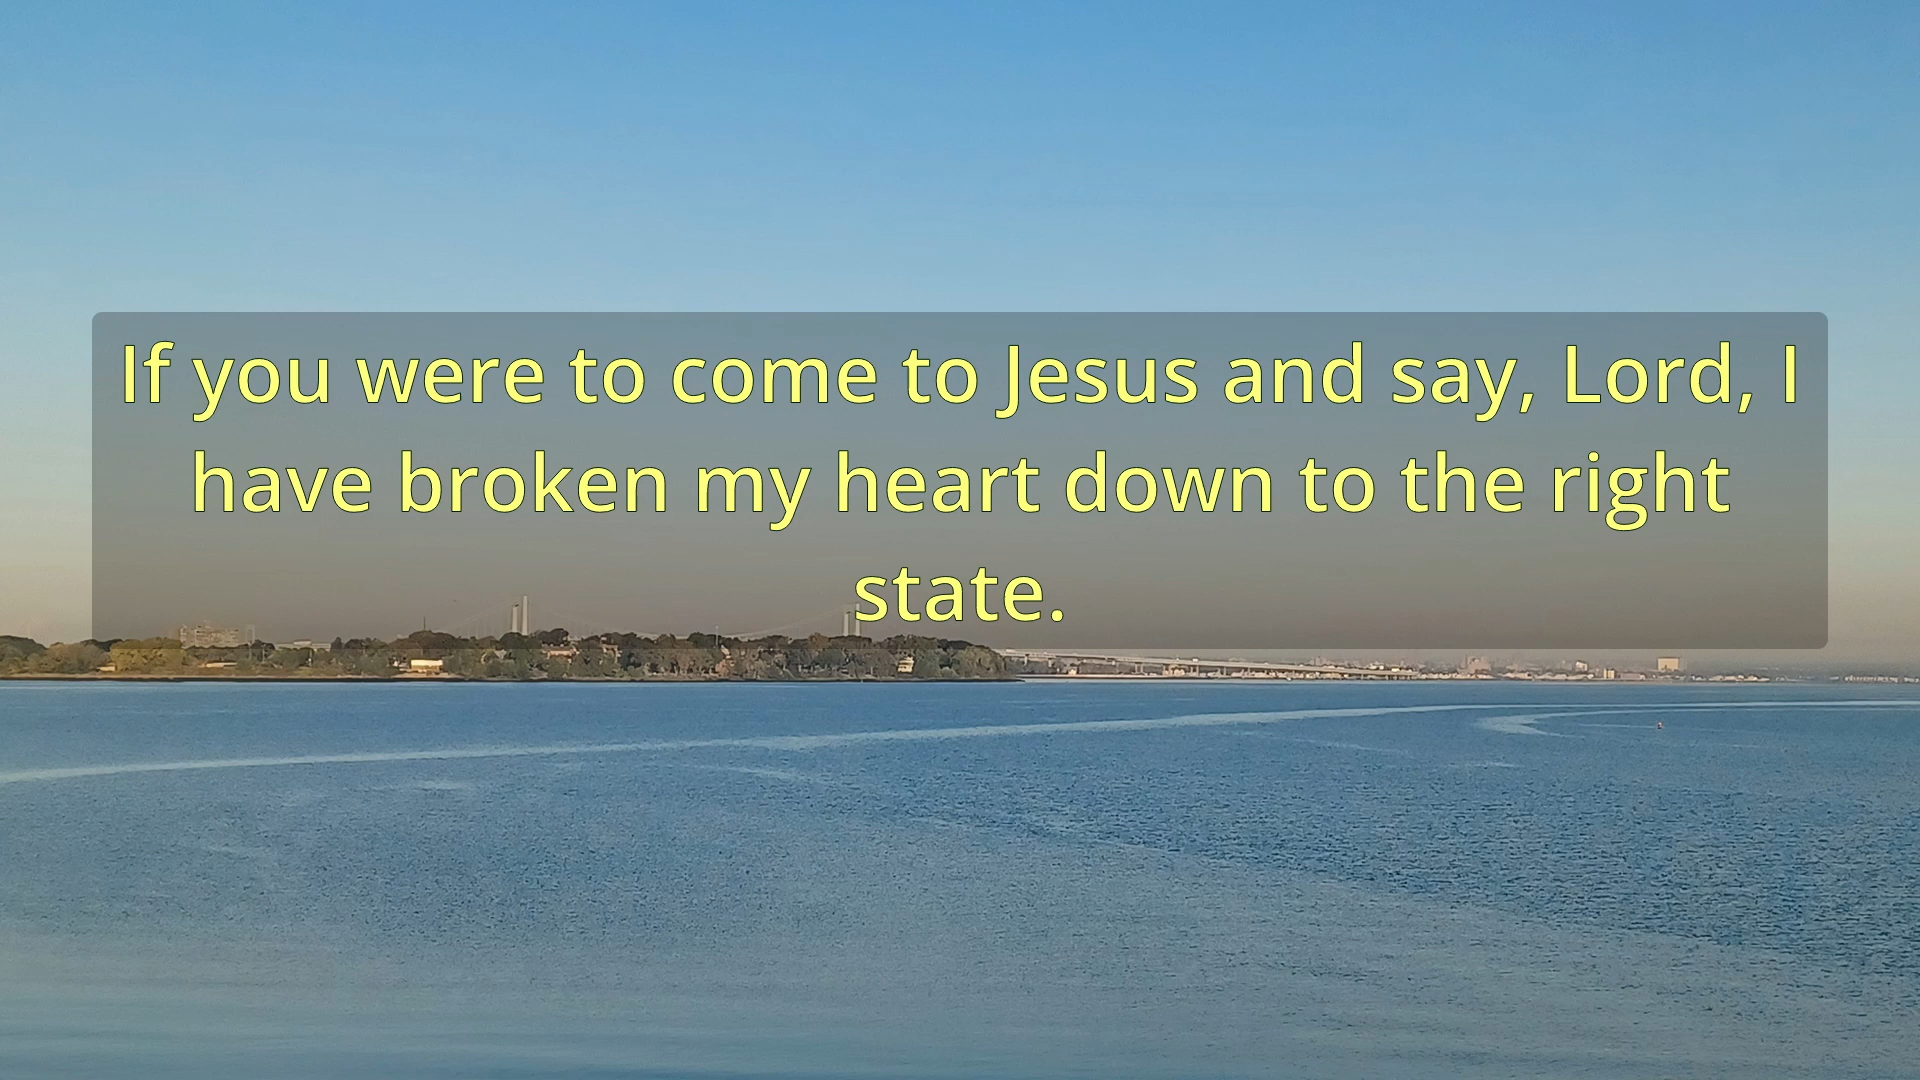 If you were to come to Jesus and say, Lord, I
have broken my heart down to the right
state.